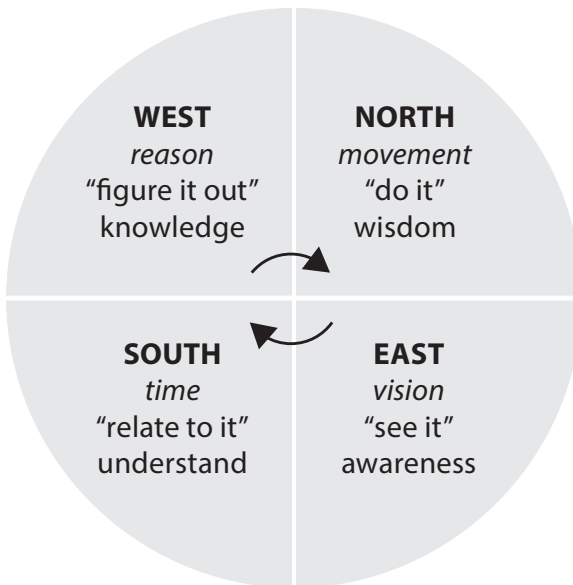 WEST
reason
“figure it out”
knowledge
NORTH
movement
“do it”
wisdom
SOUTH
time
“relate to it”
understand
EAST
vision
“see it”
awareness